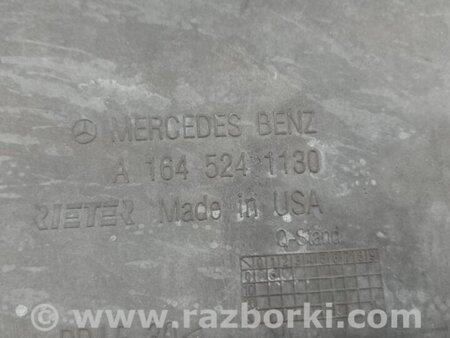 MERCEDES BENZ
A 164 524 1130
RIETER Made in USA
Q-Stand
www.razborki.com